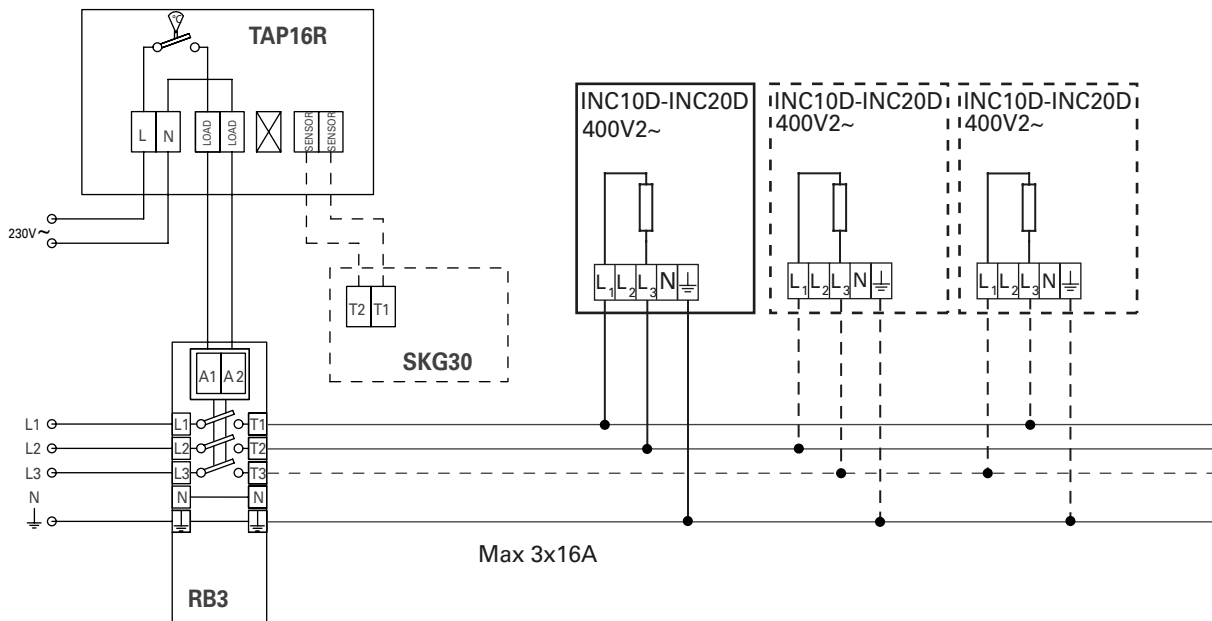 TAP16R
°C
L N LOAD LOAD SENSOR SENSOR
230V~
T2 T1
SKG30
INC10D-INC20D
400V2~
L1 L2 L3 N
INC10D-INC20D
400V2~
L1 L2 L3 N
INC10D-INC20D
400V2~
L1 L2 L3 N
A1 A2
L1 L1 T1
L2 L2 T2
L3 L3 T3
N N N
Max 3x16A
RB3